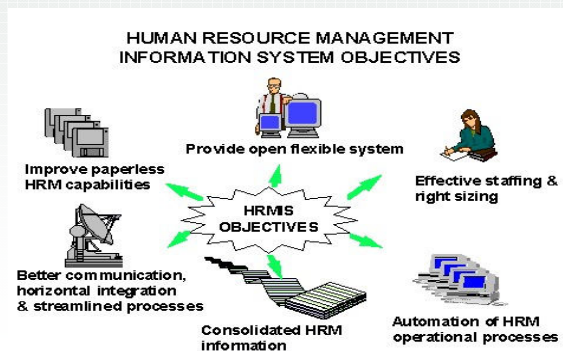 HUMAN RESOURCE MANAGEMENT
INFORMATION SYSTEM OBJECTIVES
Provide open flexible system
Improve paperless
HRM capabilities
Effective staffing &
right sizing
HRMIS
OBJECTIVES
Better communication,
horizontal integration
& streamlined processes
Consolidated HRM
information
Automation of HRM
operational processes